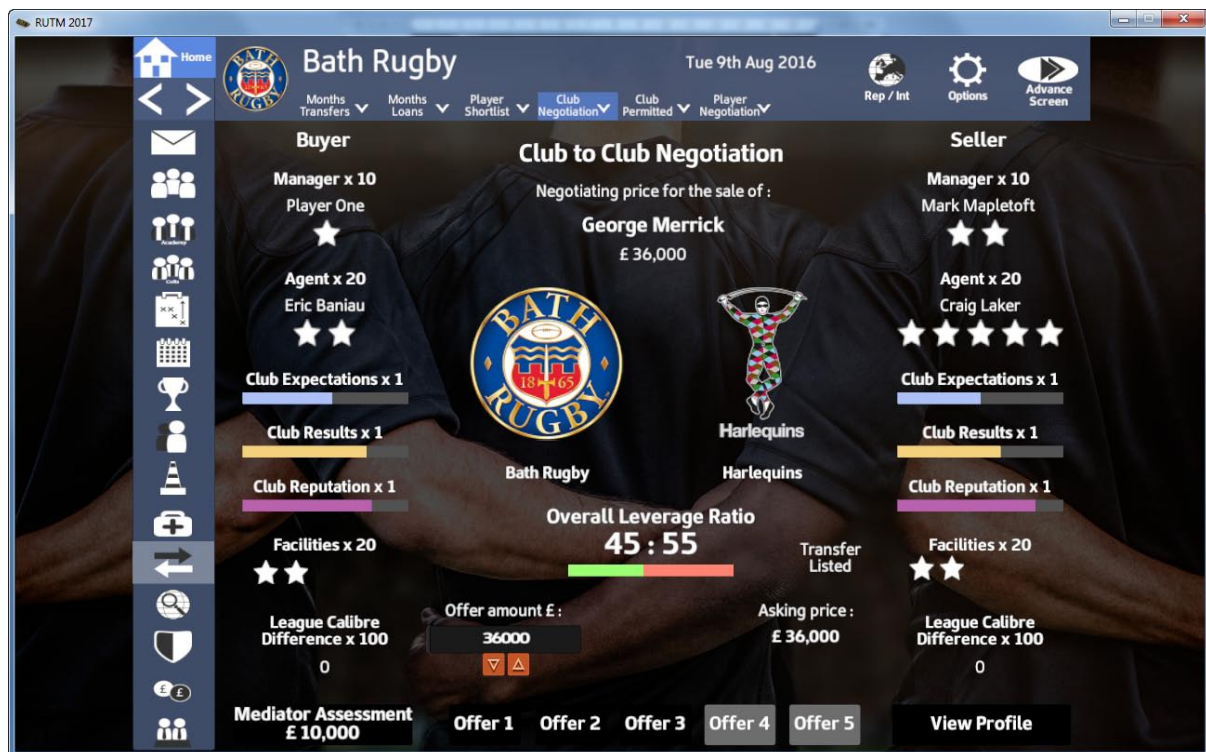 RUTM 2017
Home
Bath Rugby
Tue 9th Aug 2016
Rep / Int
Options
Advance
Screen
Months
Transfers
Months
Loans
Player
Shortlist
Club
Negotiation
Club
Permitted
Player
Negotiation
Academy
Colts
Buyer
Manager x 10
Player One
Agent x 20
Eric Baniau
Club Expectations x 1
Club Results x 1
Club Reputation x 1
Facilities x 20
League Calibre
Difference x 100
0
Club to Club Negotiation
Negotiating price for the sale of :
George Merrick
£ 36,000
BATH
18 65
RUGBY
Harlequins
Bath Rugby
Harlequins
Overall Leverage Ratio
45 : 55
Transfer
Listed
Offer amount £ :
36000
Asking price :
£ 36,000
Seller
Manager x 10
Mark Mapletoft
Agent x 20
Craig Laker
Club Expectations x 1
Club Results x 1
Club Reputation x 1
Facilities x 20
League Calibre
Difference x 100
0
Mediator Assessment
£ 10,000
Offer 1
Offer 2
Offer 3
Offer 4
Offer 5
View Profile